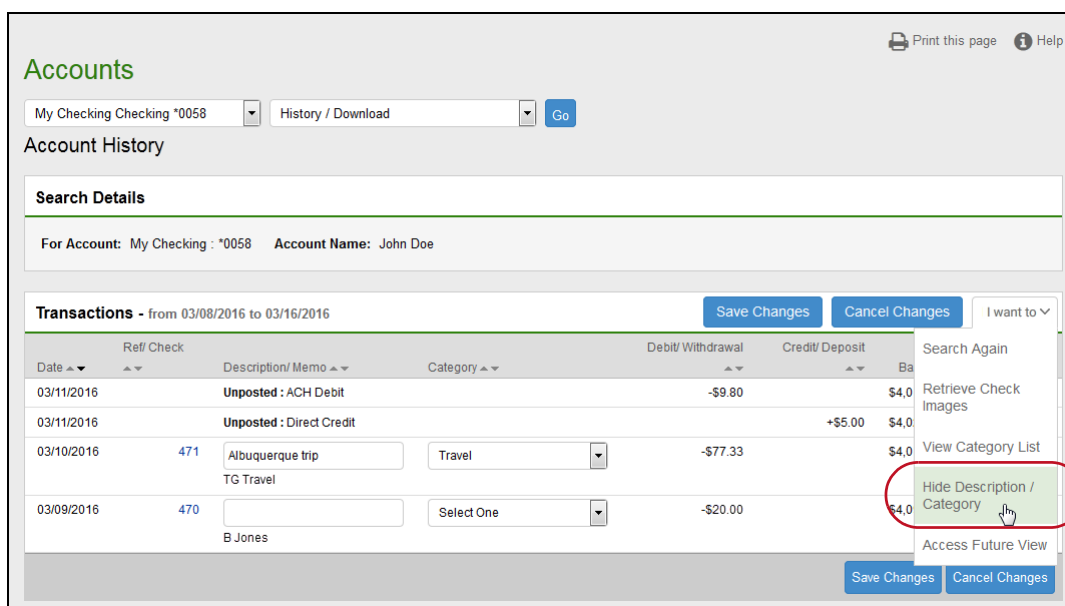 Print this page Help
Accounts
My Checking Checking *0058 History / Download Go
Account History
Search Details
For Account: My Checking : *0058 Account Name: John Doe
Transactions - from 03/08/2016 to 03/16/2016 Save Changes Cancel Changes I want to
Ref/ Check Debit/ Withdrawal Credit/ Deposit
Date Description/ Memo Category Ba
03/11/2016 Unposted : ACH Debit -$9.80 $4,0
03/11/2016 Unposted : Direct Credit +$5.00 $4,0
03/10/2016 471 Albuquerque trip Travel -$77.33 $4,0
TG Travel
03/09/2016 470 Select One -$20.00 $4,0
B Jones
Search Again
Retrieve Check
Images
View Category List
Hide Description /
Category
Access Future View
Save Changes Cancel Changes